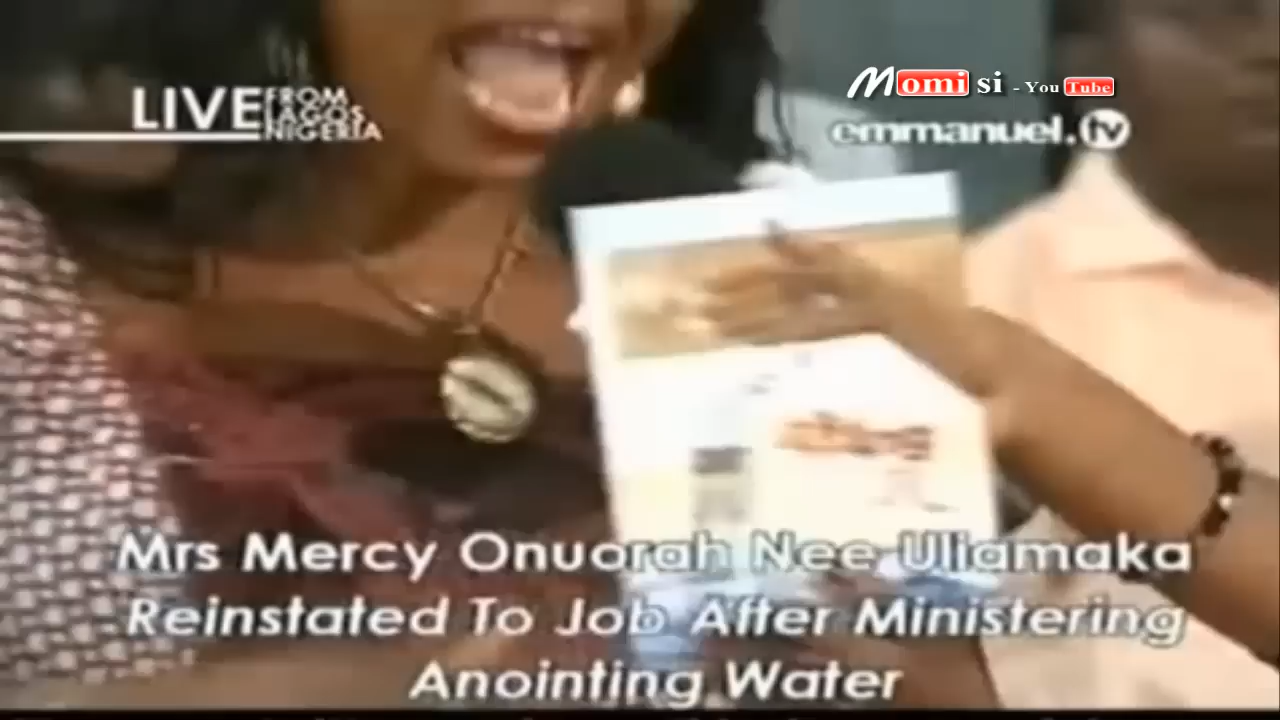 LIVE FROM
LAGOS
NIGERIA
Momi si - You Tube
emmanuel.tv
Mrs Mercy Onuorah Nee Uliamaka
Reinstated To Job After Ministering
Anointing Water